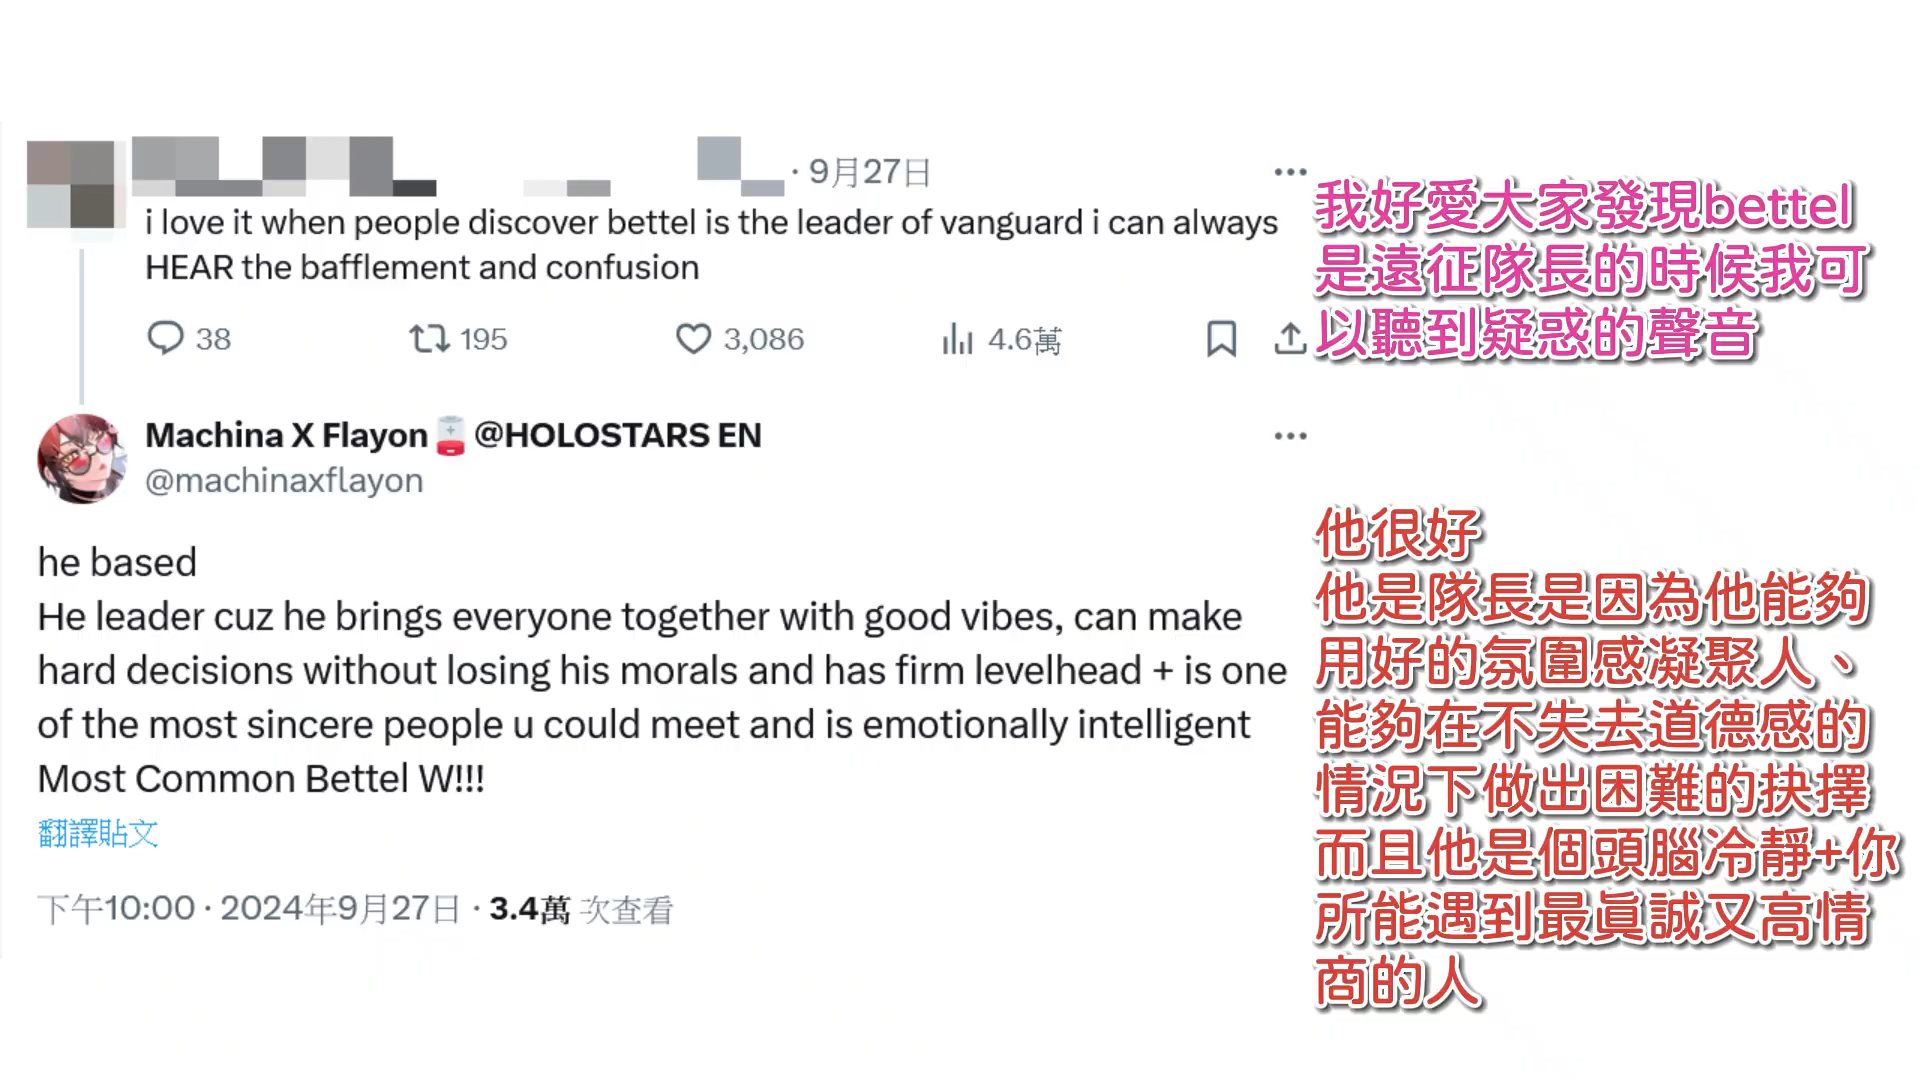 · 9月27日
i love it when people discover bettel is the leader of vanguard i can always
HEAR the bafflement and confusion
38 195 3,086 4.6萬
Machina X Flayon @HOLOSTARS EN
@machinaxflayon
he based
He leader cuz he brings everyone together with good vibes, can make
hard decisions without losing his morals and has firm levelhead + is one
of the most sincere people u could meet and is emotionally intelligent
Most Common Bettel W!!!
翻譯貼文
下午10:00 · 2024年9月27日 · 3.4萬 次查看
我好愛大家發現bettel
是遠征隊長的時候我可
以聽到疑惑的聲音
他很好
他是隊長是因為他能夠
用好的氛圍感凝聚人、
能夠在不失去道德感的
情況下做出困難的抉擇
而且他是個頭腦冷靜+你
所能遇到最真誠又高情
商的人